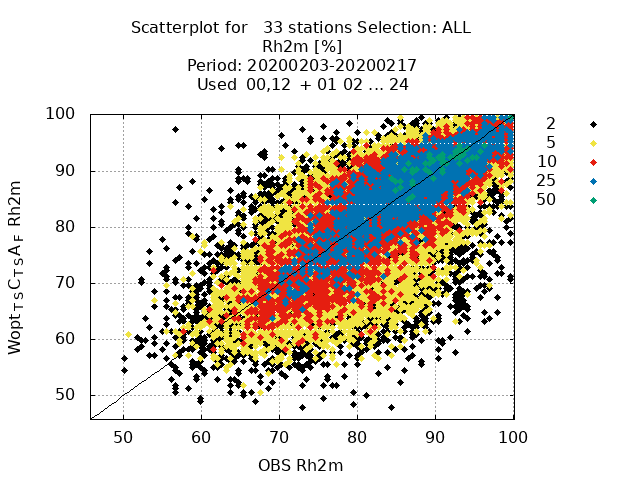 Scatterplot for 33 stations Selection: ALL
Rh2m [%]
Period: 20200203-20200217
Used 00,12 + 01 02 ... 24
100
90
80
70
60
50
50
60
70
80
90
100
Wopt TS C TS A F Rh2m
OBS Rh2m
2
5
10
25
50